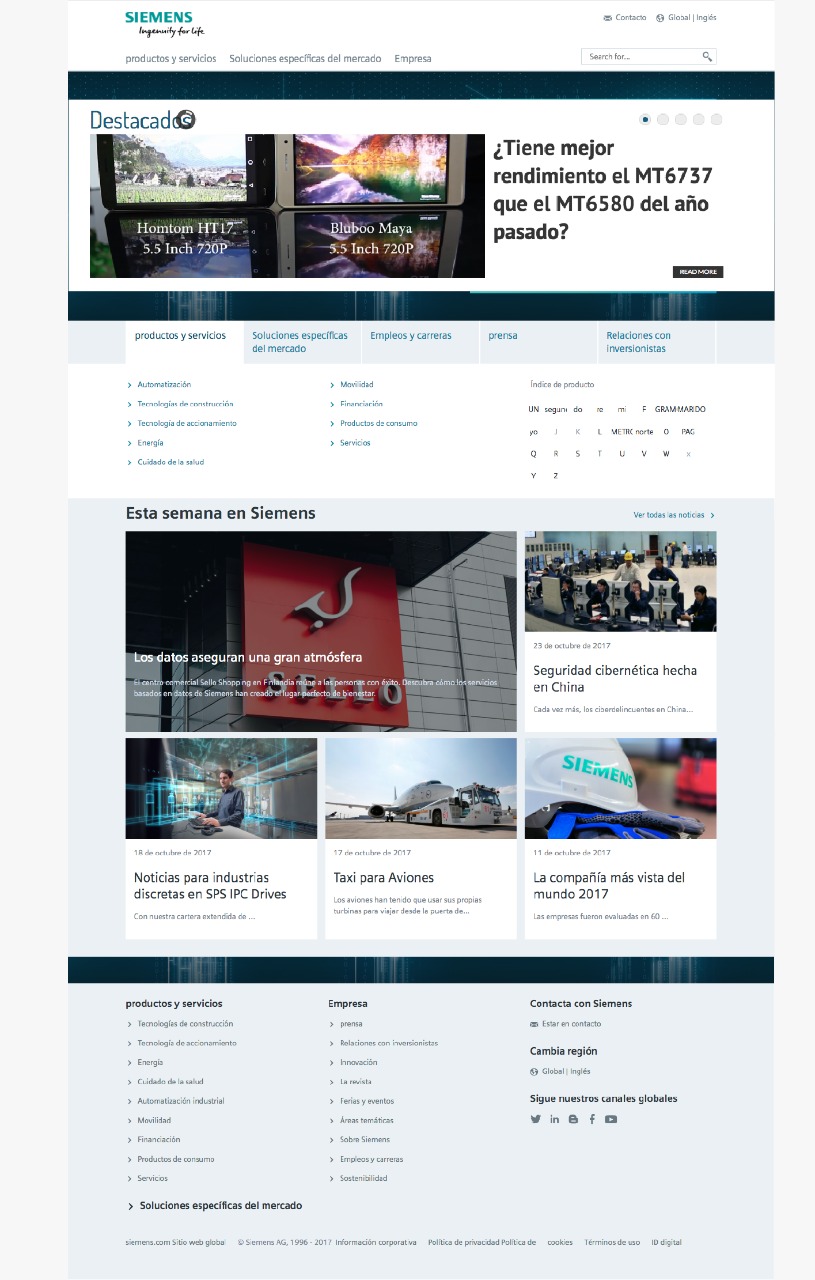 SIEMENS
Ingenuity for life
Contacto
Global | Inglés
productos y servicios
Soluciones específicas del mercado
Empresa
Search for...
Destacados
Homtom HT17
5.5 Inch 720P
Bluboo Maya
5.5 Inch 720P
¿Tiene mejor
rendimiento el MT6737
que el MT6580 del año
pasado?
READ MORE
productos y servicios
Soluciones específicas
del mercado
Empleos y carreras
prensa
Relaciones con
inversionistas
Automatización
Tecnologías de construcción
Tecnología de accionamiento
Energía
Cuidado de la salud
Movilidad
Financiación
Productos de consumo
Servicios
Índice de producto
UN segun do re mi F GRAM MARIDO
yo J K L METRO norte O PAG
Q R S T U V W x
Y Z
Esta semana en Siemens
Ver todas las noticias
SELLO
Los datos aseguran una gran atmósfera
El centro comercial Sello Shopping en Finlandia reúne a las personas con éxito. Descubra cómo los servicios
basados en datos de Siemens han creado el lugar perfecto de bienestar.
23 de octubre de 2017
Seguridad cibernética hecha
en China
Cada vez más, los ciberdelincuentes en China...
18 de octubre de 2017
Noticias para industrias
discretas en SPS IPC Drives
Con nuestra cartera extendida de ...
17 de octubre de 2017
Taxi para Aviones
Los aviones han tenido que usar sus propias
turbinas para viajar desde la puerta de...
SIEMENS
11 de octubre de 2017
La compañía más vista del
mundo 2017
Las empresas fueron evaluadas en 60 ...
productos y servicios
Tecnologías de construcción
Tecnología de accionamiento
Energía
Cuidado de la salud
Automatización industrial
Movilidad
Financiación
Productos de consumo
Servicios
Soluciones específicas del mercado
Empresa
prensa
Relaciones con inversionistas
Innovación
La revista
Ferias y eventos
Áreas temáticas
Sobre Siemens
Empleos y carreras
Sostenibilidad
Contacta con Siemens
Estar en contacto
Cambia región
Global | Inglés
Sigue nuestros canales globales
siemens.com Sitio web global © Siemens AG, 1996 - 2017 Información corporativa Política de privacidad Política de cookies Términos de uso ID digital